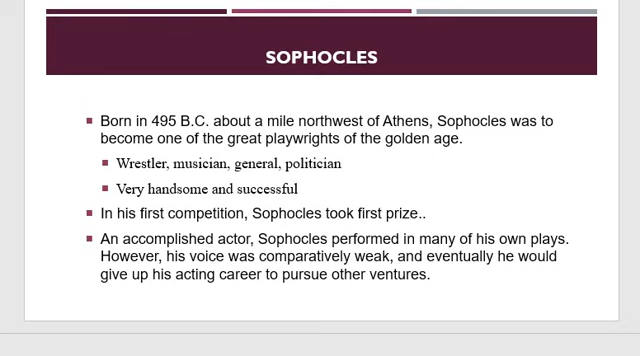 SOPHOCLES
Born in 495 B.C. about a mile northwest of Athens, Sophocles was to
become one of the great playwrights of the golden age.
Wrestler, musician, general, politician
Very handsome and successful
In his first competition, Sophocles took first prize..
An accomplished actor, Sophocles performed in many of his own plays.
However, his voice was comparatively weak, and eventually he would
give up his acting career to pursue other ventures.